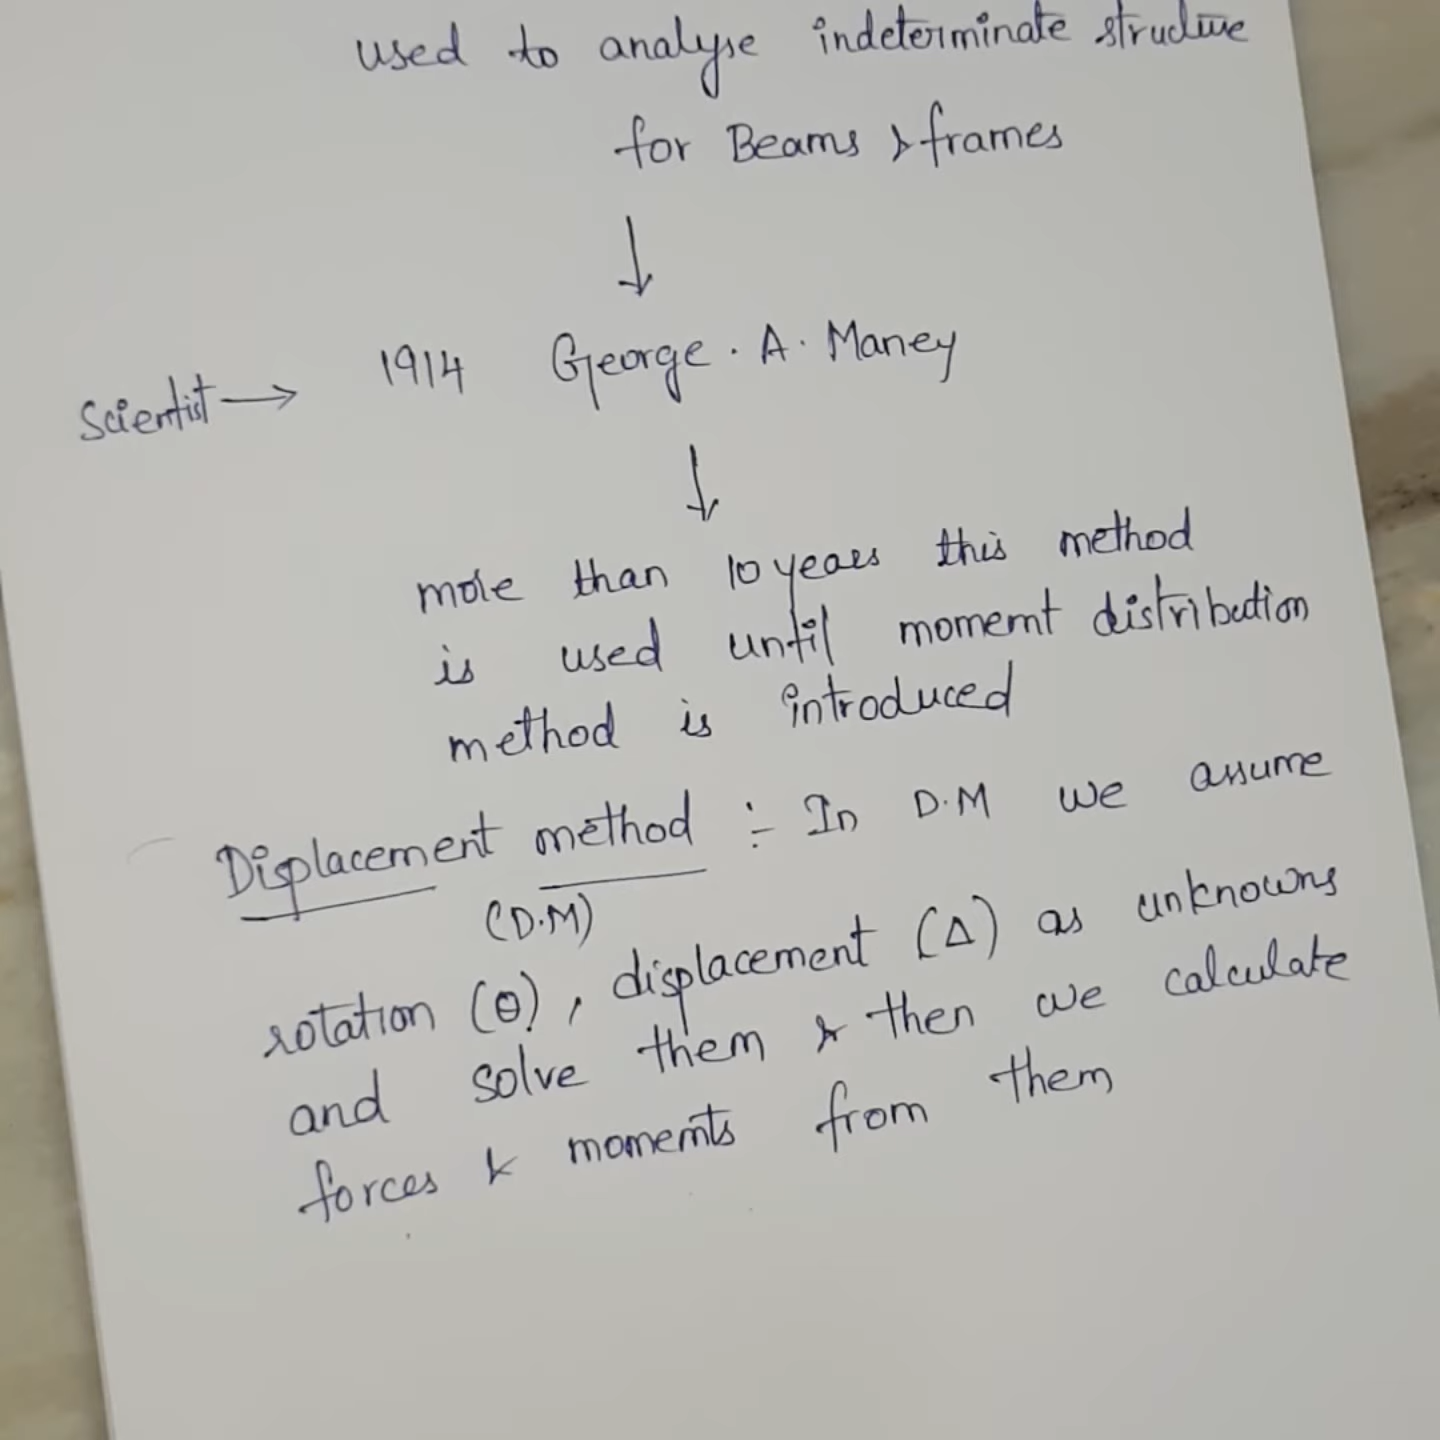 used to analyse indeterminate structure
for Beams & frames
↓
Scientist → 1914 George. A. Maney
↓
more than 10 years this method
is used until moment distribution
method is introduced
Displacement method :- In D.M we assume
(D.M)
rotation (θ), displacement (Δ) as unknowns
and solve them & then we calculate
forces & moments from them